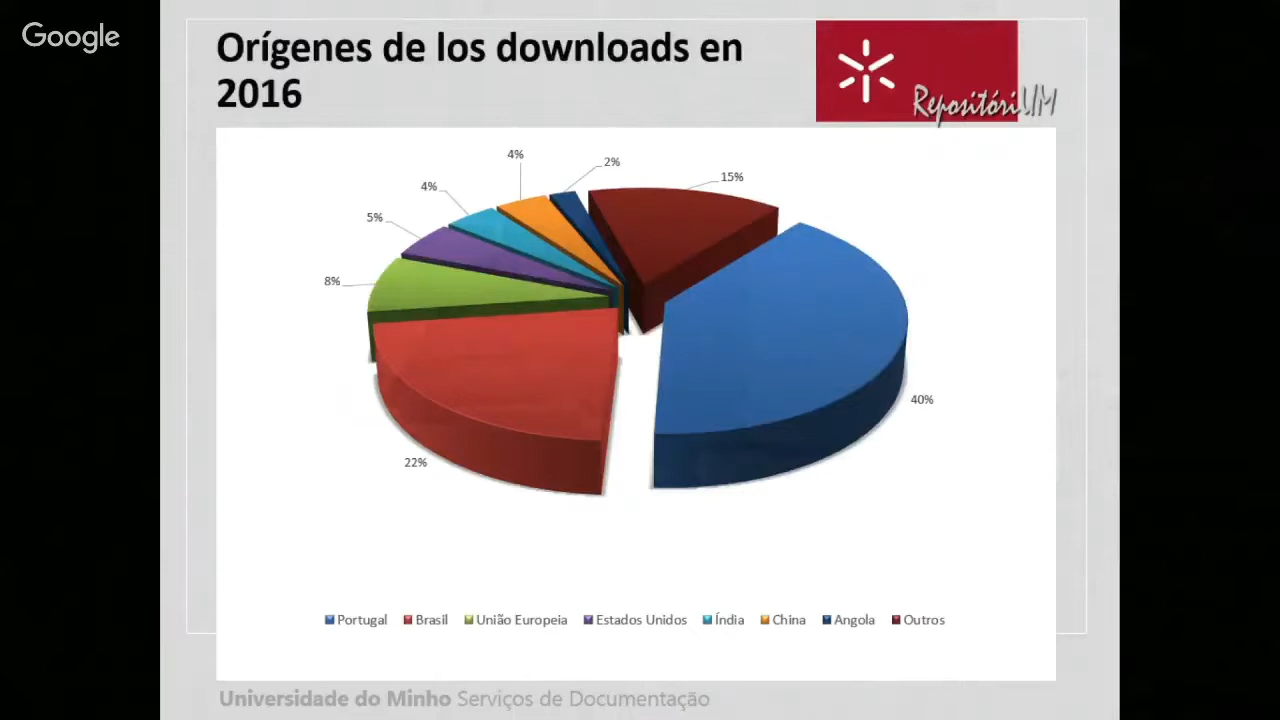 Google
Orígenes de los downloads en
2016
RepositóriUM
4%
2%
15%
4%
5%
8%
40%
22%
Portugal Brasil União Europeia Estados Unidos Índia China Angola Outros
Universidade do Minho Serviços de Documentação